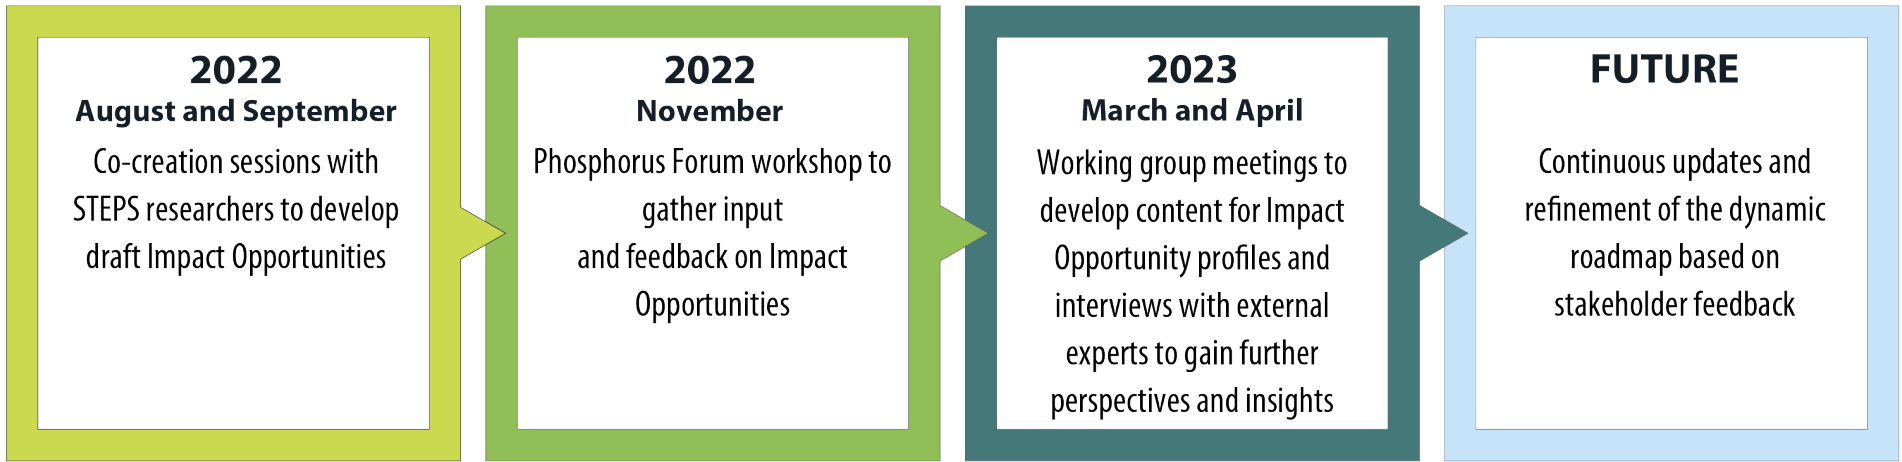 2022
August and September
Co-creation sessions with
STEPS researchers to develop
draft Impact Opportunities
2022
November
Phosphorus Forum workshop to
gather input
and feedback on Impact
Opportunities
2023
March and April
Working group meetings to
develop content for Impact
Opportunity profiles and
interviews with external
experts to gain further
perspectives and insights
FUTURE
Continuous updates and
refinement of the dynamic
roadmap based on
stakeholder feedback